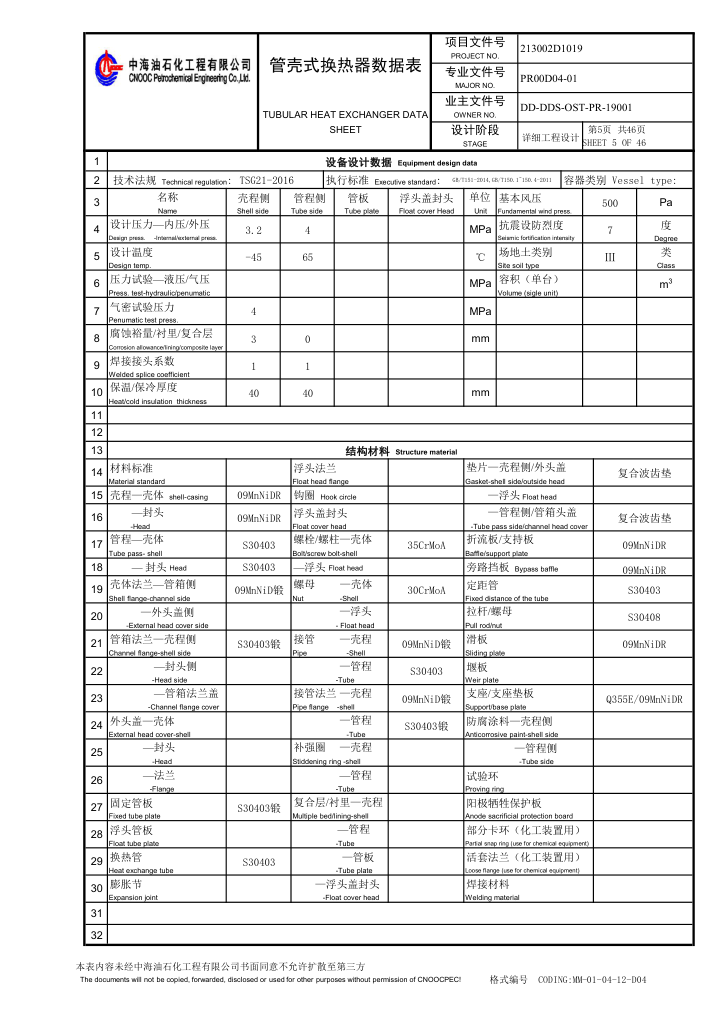 中海油石化工程有限公司
CNOOC Petrochemical Engineering Co.,Ltd.
管壳式换热器数据表
TUBULAR HEAT EXCHANGER DATA
SHEET
项目文件号 213002D1019
PROJECT NO.
专业文件号 PR00D04-01
MAJOR NO.
业主文件号 DD-DDS-OST-PR-19001
OWNER NO.
设计阶段 详细工程设计 第5页 共46页
STAGE SHEET 5 OF 46
1 设备设计数据 Equipment design data
2 技术法规 Technical regulation: TSG21-2016 执行标准 Executive standard: GB/T151-2014,GB/T150.1~150.4-2011 容器类别 Vessel type:
3 名称 壳程侧 管程侧 管板 浮头盖封头 单位 基本风压 500 Pa
Name Shell side Tube side Tube plate Float cover Head Unit Fundamental wind press.
4 设计压力—内压/外压 3.2 4 MPa 抗震设防烈度 7 度
Design press. -Internal/external press. Seismic fortification intensity Degree
5 设计温度 -45 65 ℃ 场地土类别 III 类
Design temp. Site soil type Class
6 压力试验—液压/气压 MPa 容积（单台） m³
Press. test-hydraulic/penumatic Volume (sigle unit)
7 气密试验压力 4 MPa
Penumatic test press.
8 腐蚀裕量/衬里/复合层 3 0 mm
Corrosion allowance/lining/composite layer
9 焊接接头系数 1 1
Welded splice coefficient
10 保温/保冷厚度 40 40 mm
Heat/cold insulation thickness
11
12
13 结构材料 Structure material
14 材料标准 浮头法兰 垫片—壳程侧/外头盖 复合波齿垫
Material standard Float head flange Gasket-shell side/outside head
15 壳程—壳体 shell-casing 09MnNiDR 钩圈 Hook circle —浮头 Float head
16 —封头 09MnNiDR 浮头盖封头 —管程侧/管箱头盖 复合波齿垫
-Head Float cover head -Tube pass side/channel head cover
17 管程—壳体 S30403 螺栓/螺柱—壳体 35CrMoA 折流板/支持板 09MnNiDR
Tube pass- shell Bolt/screw bolt-shell Baffle/support plate
18 — 封头 Head S30403 —浮头 Float head 旁路挡板 Bypass baffle 09MnNiDR
19 壳体法兰—管箱侧 09MnNiD锻 螺母 —壳体 30CrMoA 定距管 S30403
Shell flange-channel side Nut -Shell Fixed distance of the tube
20 —外头盖侧 —浮头 拉杆/螺母 S30408
-External head cover side - Float head Pull rod/nut
21 管箱法兰—壳程侧 S30403锻 接管 —壳程 09MnNiD锻 滑板 09MnNiDR
Channel flange-shell side Pipe -Shell Sliding plate
22 —封头侧 —管程 S30403 堰板
-Head side -Tube Weir plate
23 —管箱法兰盖 接管法兰 —壳程 09MnNiD锻 支座/支座垫板 Q355E/09MnNiDR
-Channel flange cover Pipe flange -shell Support/base plate
24 外头盖—壳体 —管程 S30403锻 防腐涂料—壳程侧
External head cover-shell -Tube Anticorrosive paint-shell side
25 —封头 补强圈 —壳程 —管程侧
-Head Stiddening ring -shell -Tube side
26 —法兰 —管程 试验环
-Flange -Tube Proving ring
27 固定管板 S30403锻 复合层/衬里—壳程 阳极牺牲保护板
Fixed tube plate Multiple bed/lining-shell Anode sacrificial protection board
28 浮头管板 —管程 部分卡环（化工装置用）
Float tube plate -Tube Partial snap ring (use for chemical equipment)
29 换热管 S30403 —管板 活套法兰（化工装置用）
Heat exchange tube -Tube plate Loose flange (use for chemical equipment)
30 膨胀节 —浮头盖封头 焊接材料
Expansion joint -Float cover head Welding material
31
32
本表内容未经中海油石化工程有限公司书面同意不允许扩散至第三方
The documents will not be copied, forwarded, disclosed or used for other purposes without permission of CNOOCPEC! 格式编号 CODING:MM-01-04-12-D04